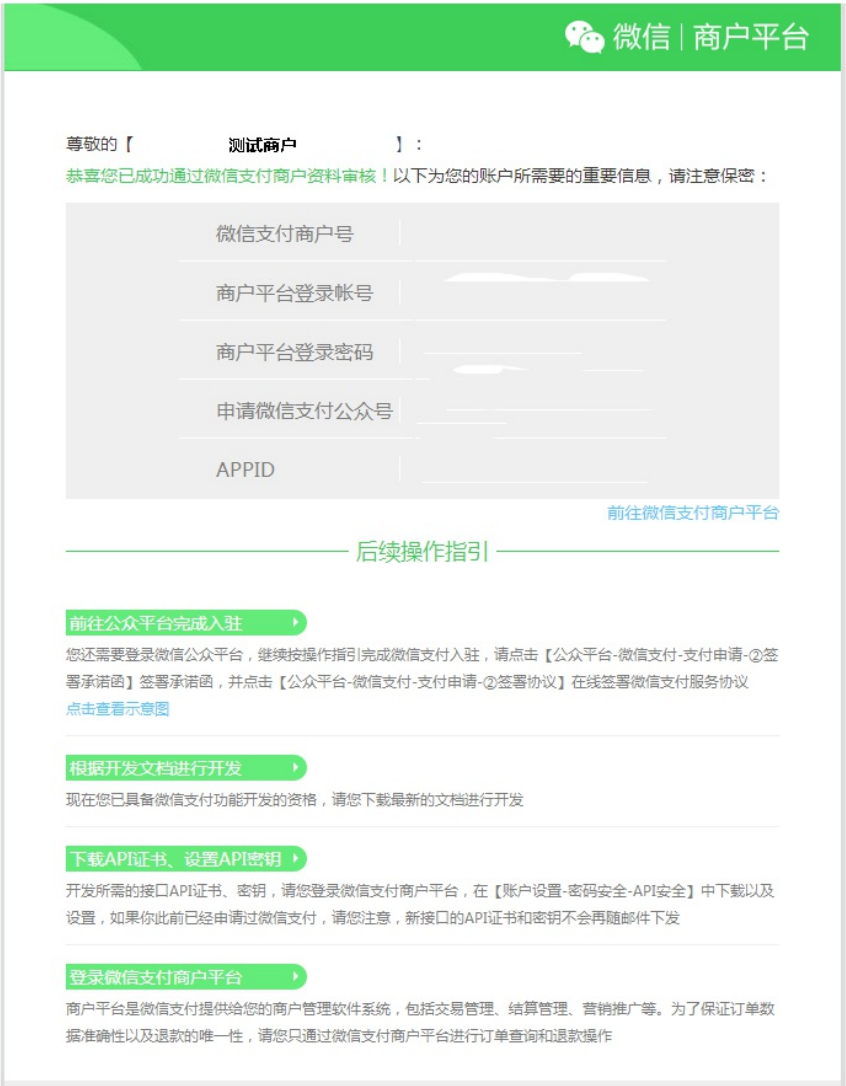 微信 | 商户平台
尊敬的【 测试商户 】：
恭喜您已成功通过微信支付商户资料审核！以下为您的账户所需要的重要信息，请注意保密：
微信支付商户号
商户平台登录帐号
商户平台登录密码
申请微信支付公众号
APPID
前往微信支付商户平台
后续操作指引
前往公众平台完成入驻
您还需要登录微信公众平台，继续按操作指引完成微信支付入驻，请点击【公众平台-微信支付-支付申请-②签
署承诺函】签署承诺函，并点击【公众平台-微信支付-支付申请-②签署协议】在线签署微信支付服务协议
点击查看示意图
根据开发文档进行开发
现在您已具备微信支付功能开发的资格，请您下载最新的文档进行开发
下载API证书、设置API密钥
开发所需的接口API证书、密钥，请您登录微信支付商户平台，在【账户设置-密码安全-API安全】中下载以及
设置，如果你此前已经申请过微信支付，请您注意，新接口的API证书和密钥不会再随邮件下发
登录微信支付商户平台
商户平台是微信支付提供给您的商户管理软件系统，包括交易管理、结算管理、营销推广等。为了保证订单数
据准确性以及退款的唯一性，请您只通过微信支付商户平台进行订单查询和退款操作